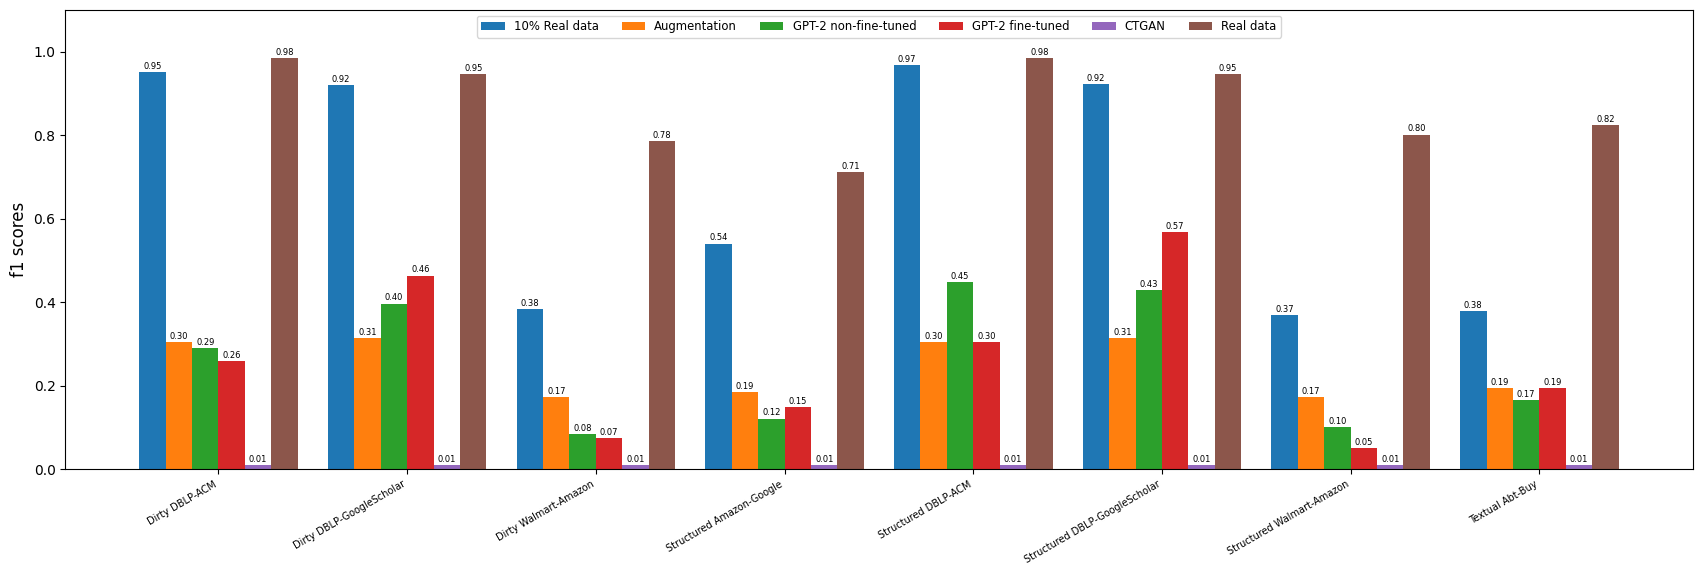 10% Real data Augmentation GPT-2 non-fine-tuned GPT-2 fine-tuned CTGAN Real data
f1 scores
1.0
0.8
0.6
0.4
0.2
0.0
0.95 0.30 0.29 0.26 0.01 0.98
0.92 0.31 0.40 0.46 0.01 0.95
0.38 0.17 0.08 0.07 0.01 0.78
0.54 0.19 0.12 0.15 0.01 0.71
0.97 0.30 0.45 0.30 0.01 0.98
0.92 0.31 0.43 0.57 0.01 0.95
0.37 0.17 0.10 0.05 0.01 0.80
0.38 0.19 0.17 0.19 0.01 0.82
Dirty DBLP-ACM
Dirty DBLP-GoogleScholar
Dirty Walmart-Amazon
Structured Amazon-Google
Structured DBLP-ACM
Structured DBLP-GoogleScholar
Structured Walmart-Amazon
Textual Abt-Buy